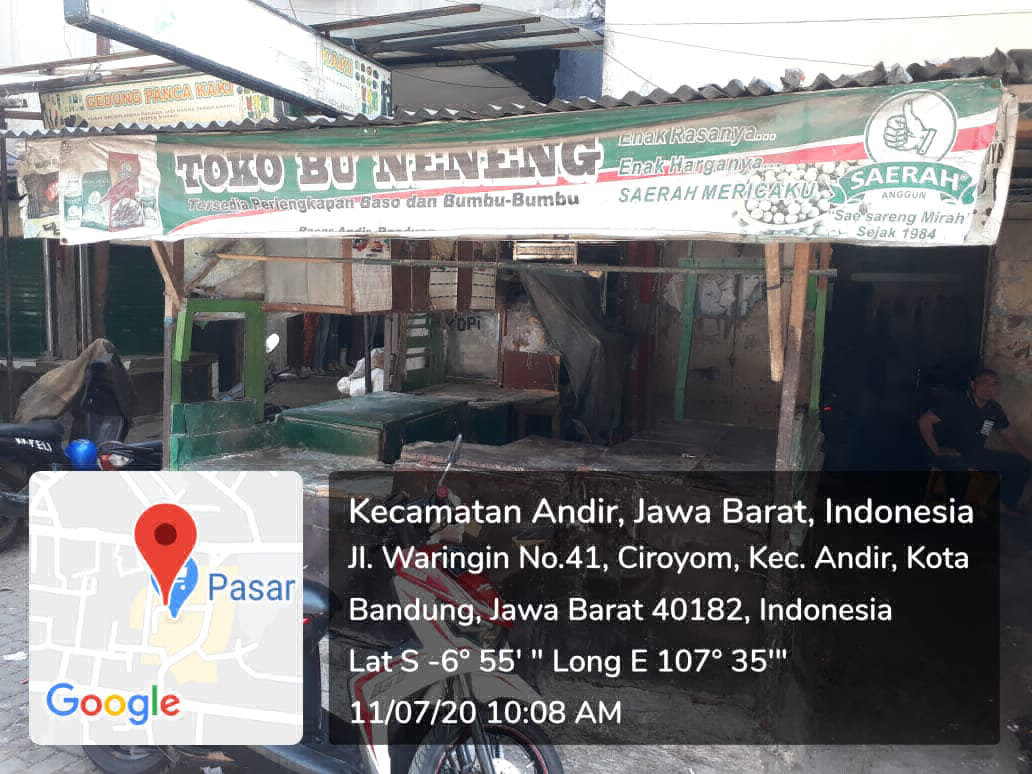 GEDUNG PANCA KAKI
KAKI
TOKO BU NENENG
Tersedia Perlengkapan Baso dan Bumbu-Bumbu
Pasar Andir, Bandung
Enak Rasanya...
Enak Harganya...
SAERAH MERICAKU
SAERAH
ANGGUN
"Sae sareng Mirah"
Sejak 1984
KOPi
Pasar
Google
Kecamatan Andir, Jawa Barat, Indonesia
Jl. Waringin No.41, Ciroyom, Kec. Andir, Kota
Bandung, Jawa Barat 40182, Indonesia
Lat S -6° 55' " Long E 107° 35'"
11/07/20 10:08 AM